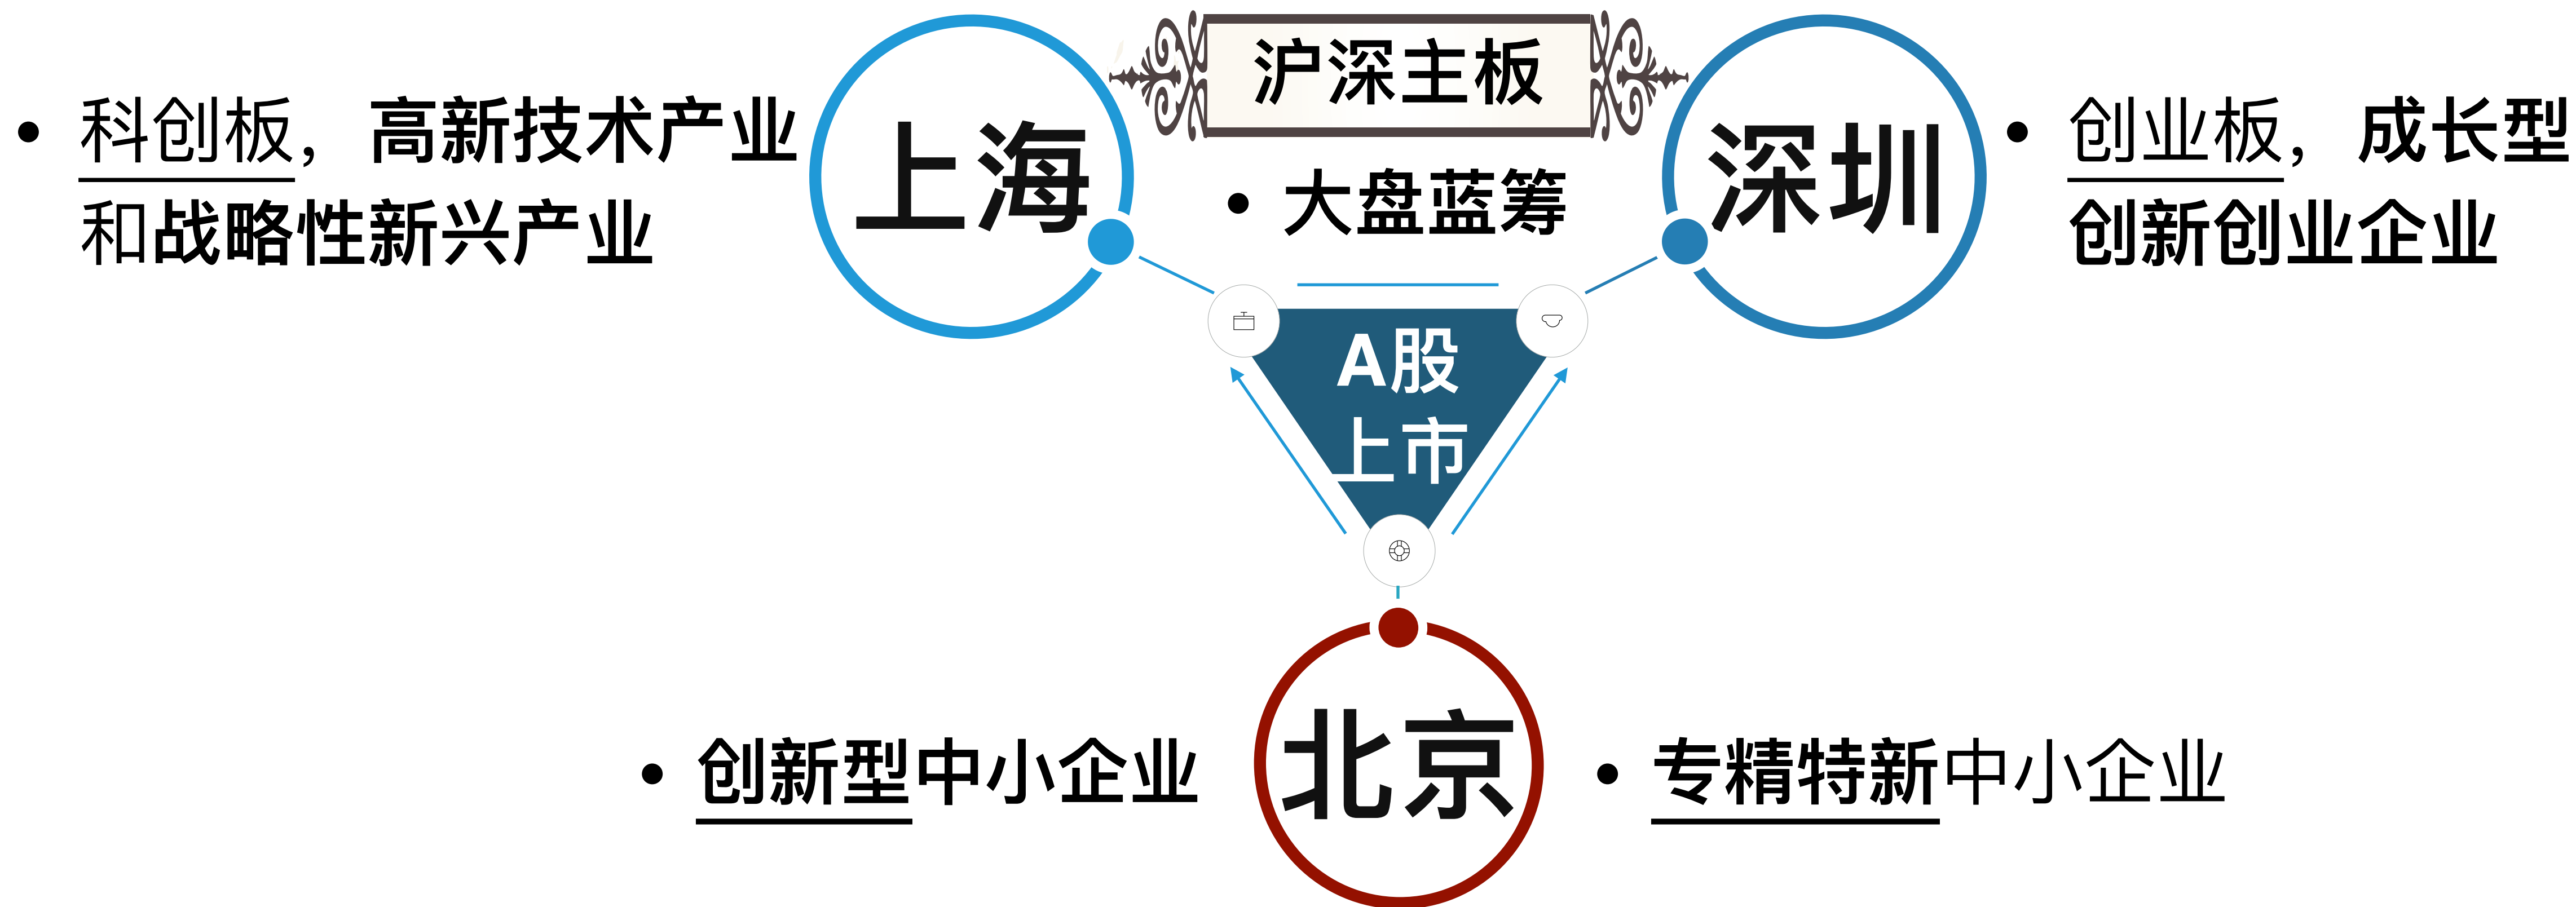 沪深主板
• 科创板，高新技术产业
和战略性新兴产业
上海
• 大盘蓝筹
深圳
• 创业板，成长型
创新创业企业
A股
上市
• 创新型中小企业
北京
• 专精特新中小企业